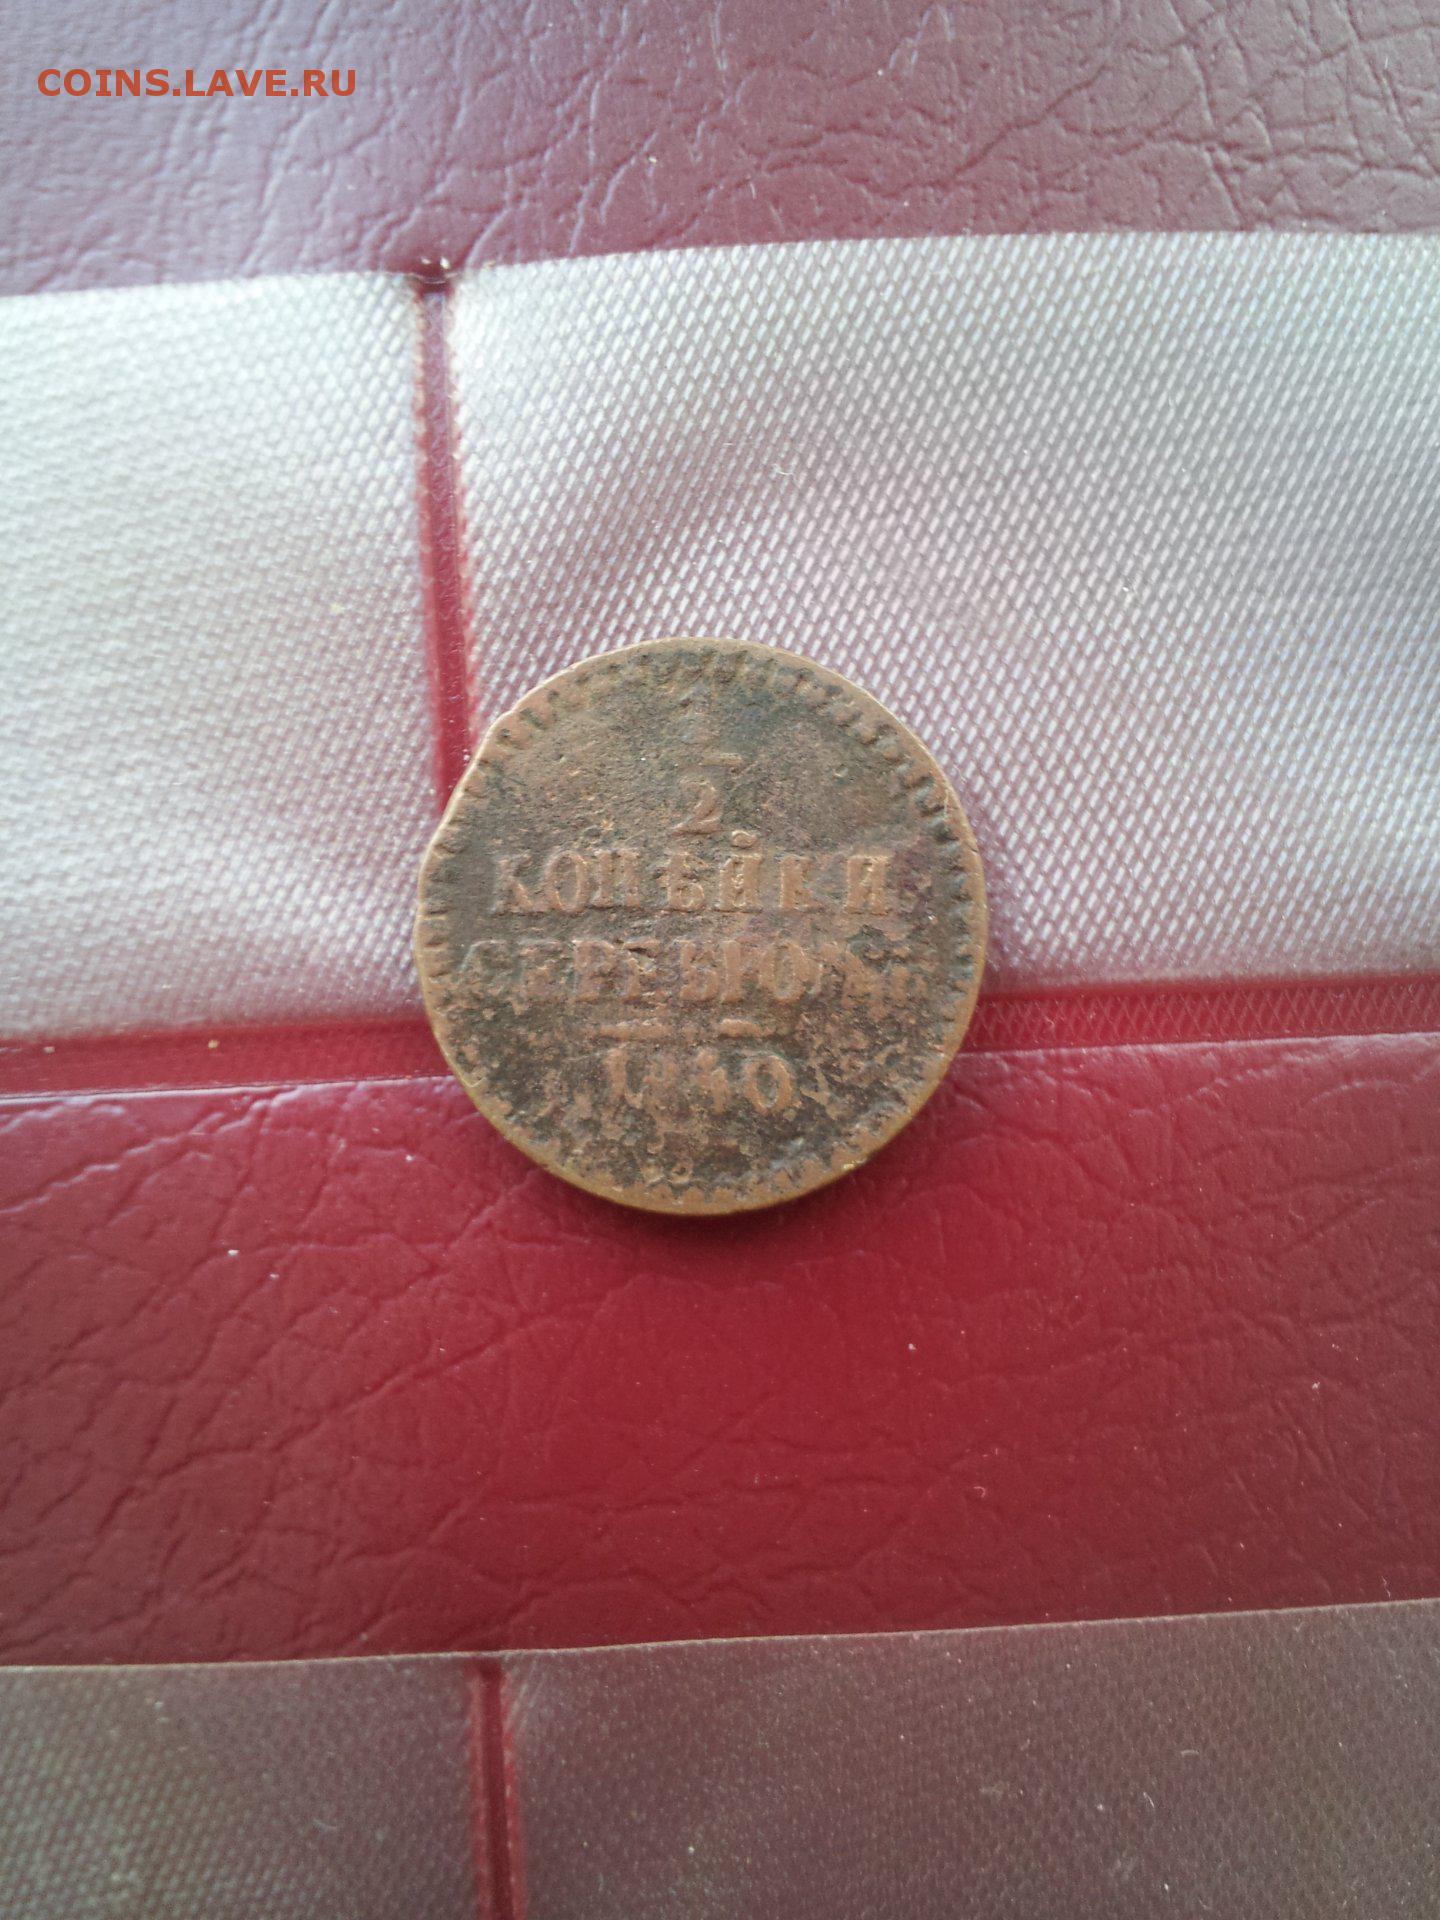 COINS.LAVE.RU
1
2
КОПѢЙКИ
СЕРЕБРОМЪ
1840